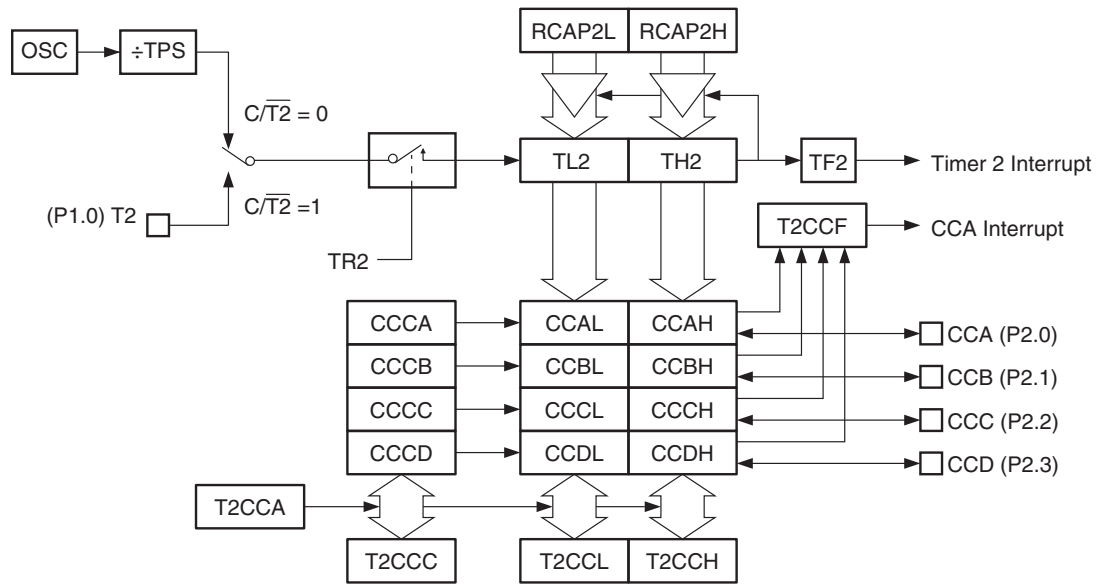 RCAP2L RCAP2H
OSC ÷TPS
C/T2 = 0
TL2 TH2 TF2 Timer 2 Interrupt
C/T2 =1
(P1.0) T2
T2CCF CCA Interrupt
TR2
CCCA CCAL CCAH CCA (P2.0)
CCCB CCBL CCBH CCB (P2.1)
CCCC CCCL CCCH CCC (P2.2)
CCCD CCDL CCDH CCD (P2.3)
T2CCA
T2CCC T2CCL T2CCH